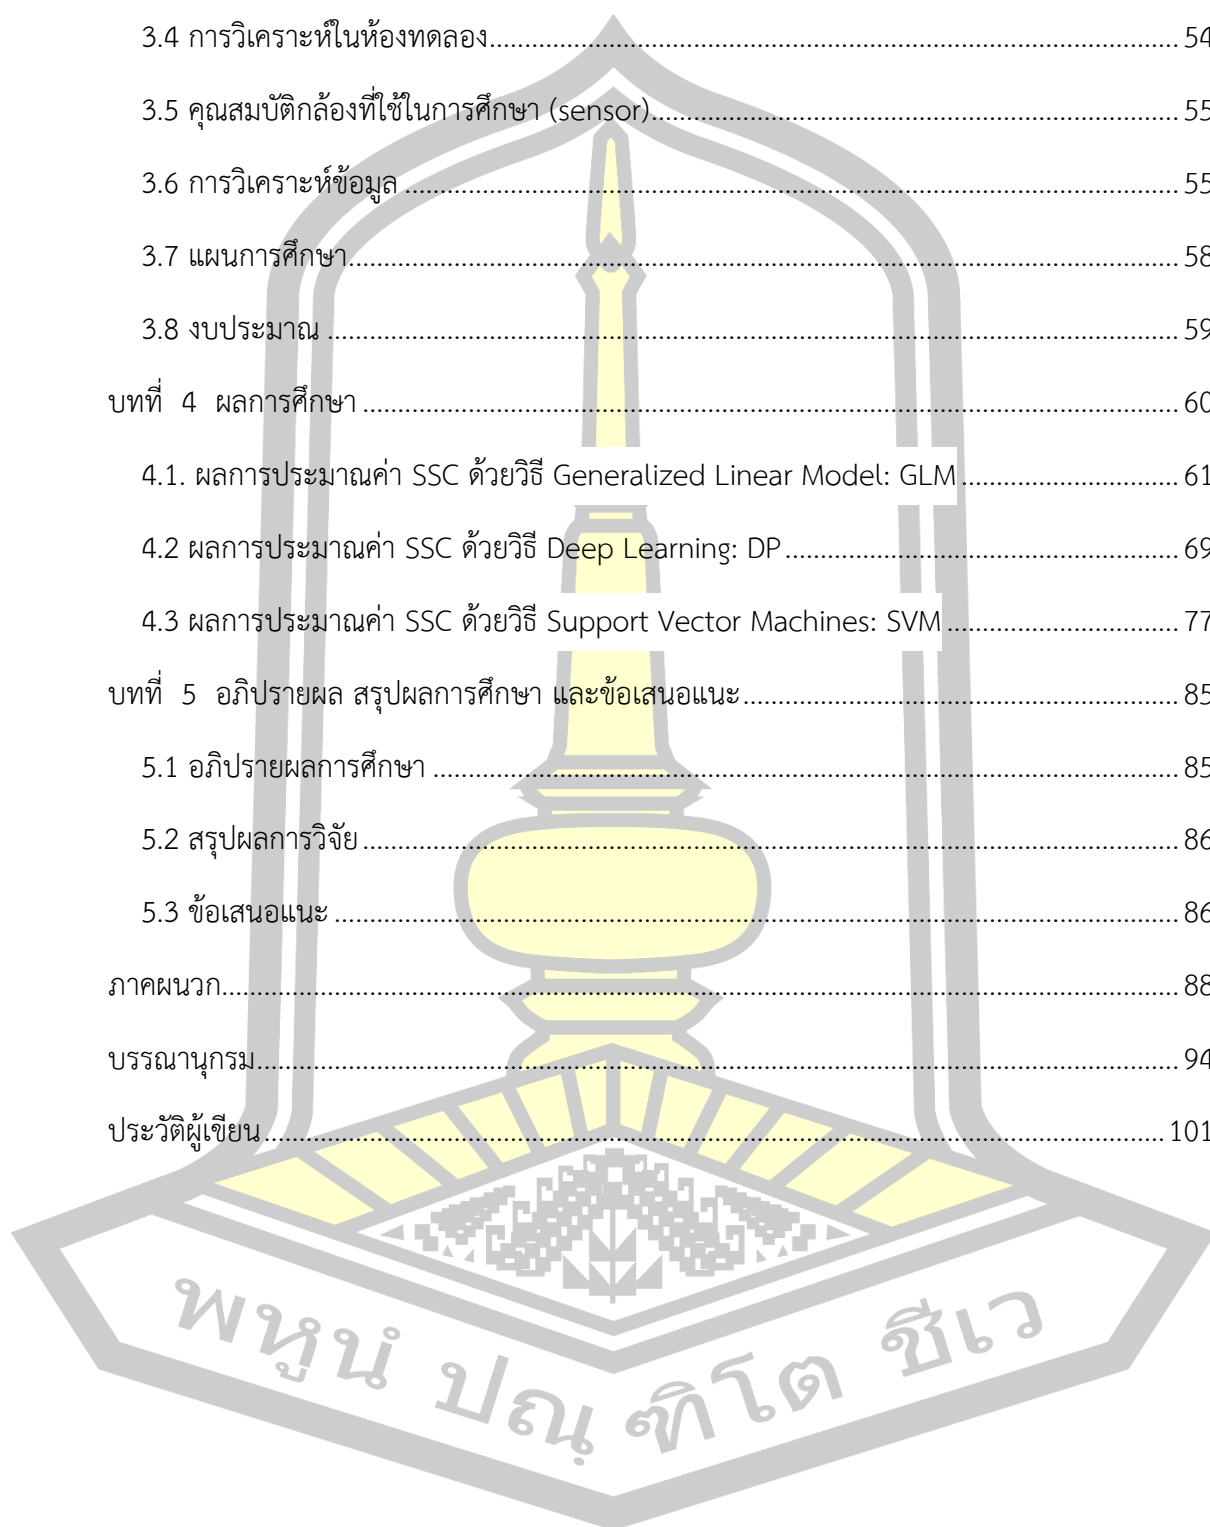 3.4 การวิเคราะห์ในห้องทดลอง 54
3.5 คุณสมบัติกล้องที่ใช้ในการศึกษา (sensor) 55
3.6 การวิเคราะห์ข้อมูล 55
3.7 แผนการศึกษา 58
3.8 งบประมาณ 59
บทที่ 4 ผลการศึกษา 60
4.1. ผลการประมาณค่า SSC ด้วยวิธี Generalized Linear Model: GLM 61
4.2 ผลการประมาณค่า SSC ด้วยวิธี Deep Learning: DP 69
4.3 ผลการประมาณค่า SSC ด้วยวิธี Support Vector Machines: SVM 77
บทที่ 5 อภิปรายผล สรุปผลการศึกษา และข้อเสนอแนะ 85
5.1 อภิปรายผลการศึกษา 85
5.2 สรุปผลการวิจัย 86
5.3 ข้อเสนอแนะ 86
ภาคผนวก 88
บรรณานุกรม 94
ประวัติผู้เขียน 101
พหูนํ ปณฺฑิโต ชีเว